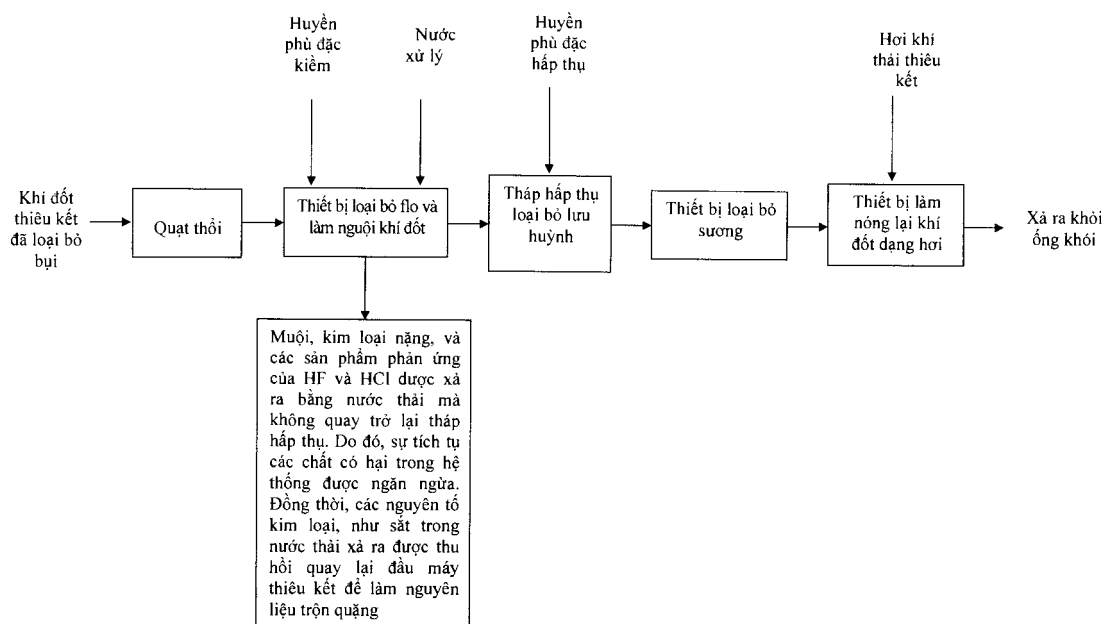 Huyền
phù đặc
kiềm
Nước
xử lý
Huyền
phù đặc
hấp thụ
Hơi khí
thải thiêu
kết
Khí đốt
thiêu kết
đã loại bỏ
bụi
Quạt thổi
Thiết bị loại bỏ flo và
làm nguội khí đốt
Tháp hấp thụ
loại bỏ lưu
huỳnh
Thiết bị loại bỏ
sương
Thiết bị làm
nóng lại khí
đốt dạng hơi
Xả ra khỏi
ống khói
Muội, kim loại nặng, và
các sản phẩm phản ứng
của HF và HCl được xả
ra bằng nước thải mà
không quay trở lại tháp
hấp thụ. Do đó, sự tích tụ
các chất có hại trong hệ
thống được ngăn ngừa.
Đồng thời, các nguyên tố
kim loại, như sắt trong
nước thải xả ra được thu
hồi quay lại đầu máy
thiêu kết để làm nguyên
liệu trộn quặng